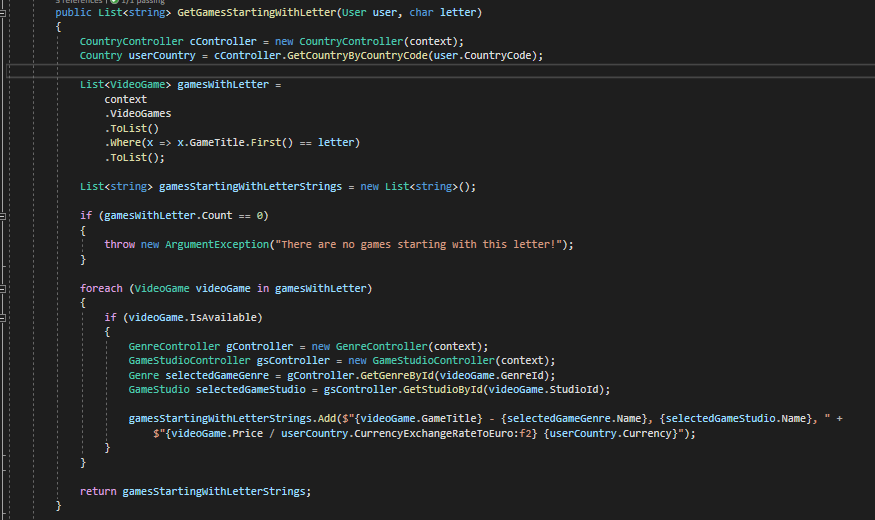 3 references | 1/1 passing
public List<string> GetGamesStartingWithLetter(User user, char letter)
{
CountryController cController = new CountryController(context);
Country userCountry = cController.GetCountryByCountryCode(user.CountryCode);
List<VideoGame> gamesWithLetter =
context
.VideoGames
.ToList()
.Where(x => x.GameTitle.First() == letter)
.ToList();
List<string> gamesStartingWithLetterStrings = new List<string>();
if (gamesWithLetter.Count == 0)
{
throw new ArgumentException("There are no games starting with this letter!");
}
foreach (VideoGame videoGame in gamesWithLetter)
{
if (videoGame.IsAvailable)
{
GenreController gController = new GenreController(context);
GameStudioController gsController = new GameStudioController(context);
Genre selectedGameGenre = gController.GetGenreById(videoGame.GenreId);
GameStudio selectedGameStudio = gsController.GetStudioById(videoGame.StudioId);
gamesStartingWithLetterStrings.Add($"{videoGame.GameTitle} - {selectedGameGenre.Name}, {selectedGameStudio.Name}, " +
$"{videoGame.Price / userCountry.CurrencyExchangeRateToEuro:f2} {userCountry.Currency}");
}
}
return gamesStartingWithLetterStrings;
}